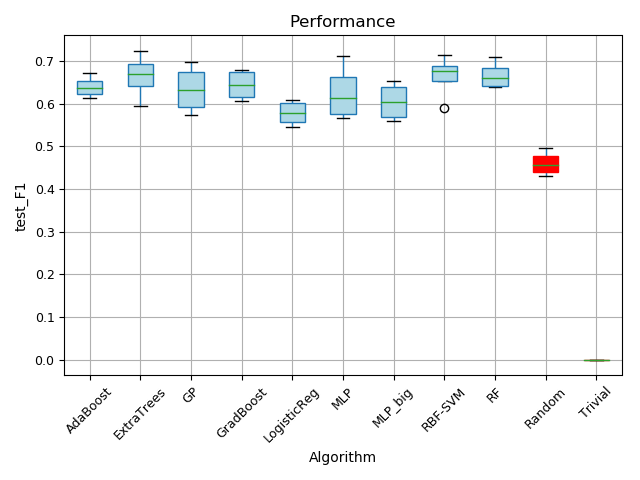 Performance
test_F1
0.7
0.6
0.5
0.4
0.3
0.2
0.1
0.0
AdaBoost
ExtraTrees
GP
GradBoost
LogisticReg
MLP
MLP_big
RBF-SVM
RF
Random
Trivial
Algorithm